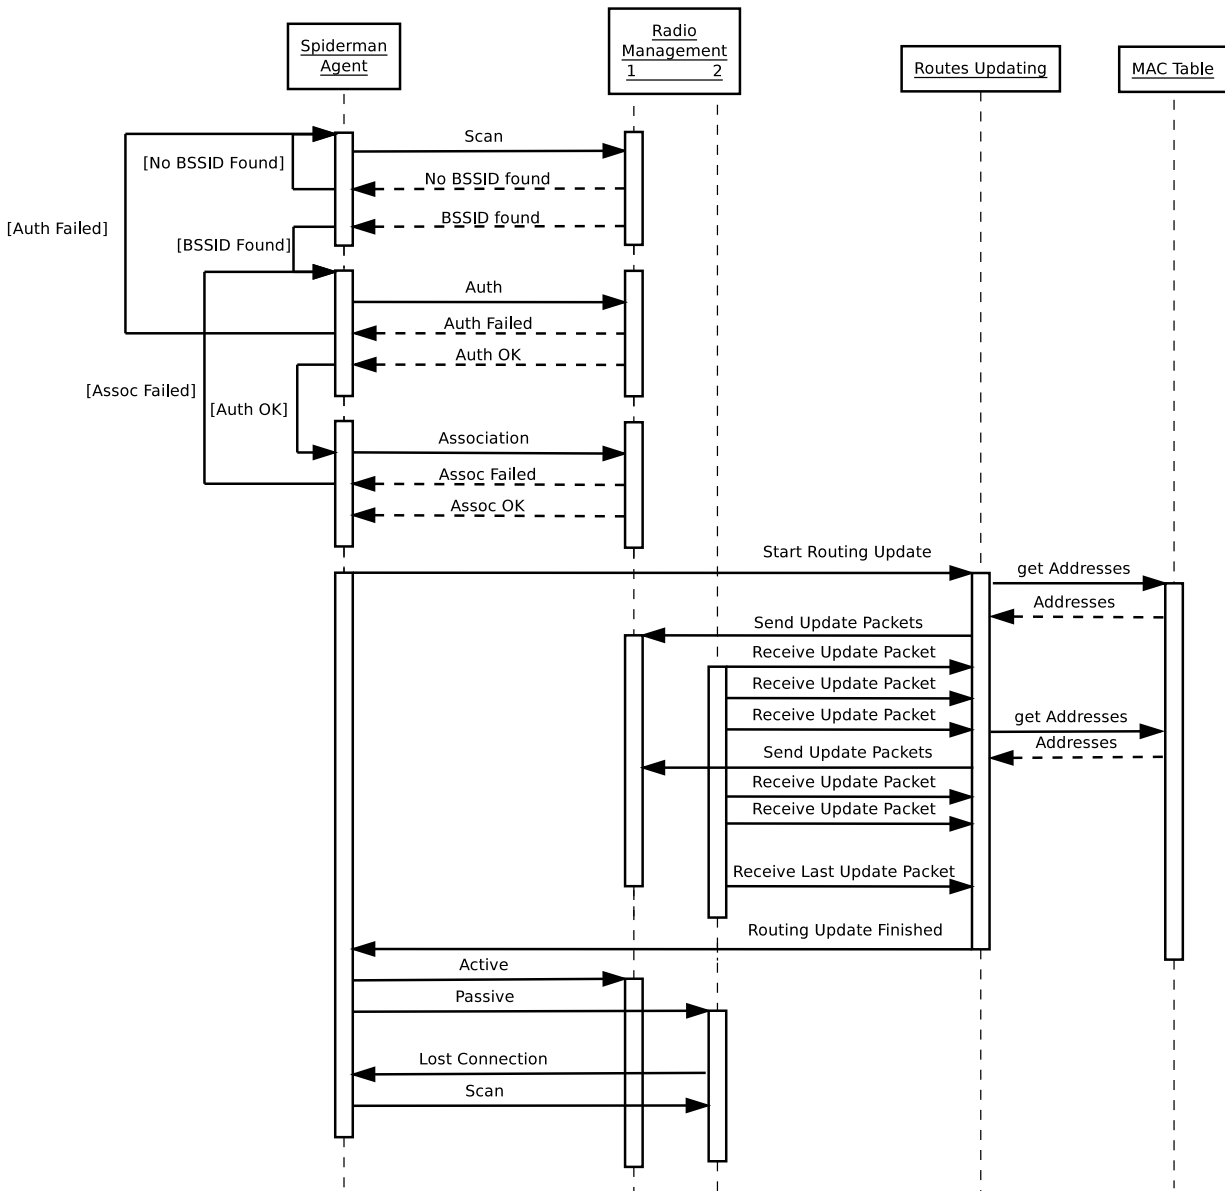 Spiderman
Agent
Radio
Management
1 2
Routes Updating
MAC Table
Scan
[No BSSID Found]
No BSSID found
BSSID found
[Auth Failed]
[BSSID Found]
Auth
Auth Failed
Auth OK
[Assoc Failed]
[Auth OK]
Association
Assoc Failed
Assoc OK
Start Routing Update
get Addresses
Addresses
Send Update Packets
Receive Update Packet
Receive Update Packet
Receive Update Packet
get Addresses
Addresses
Send Update Packets
Receive Update Packet
Receive Update Packet
Receive Last Update Packet
Routing Update Finished
Active
Passive
Lost Connection
Scan